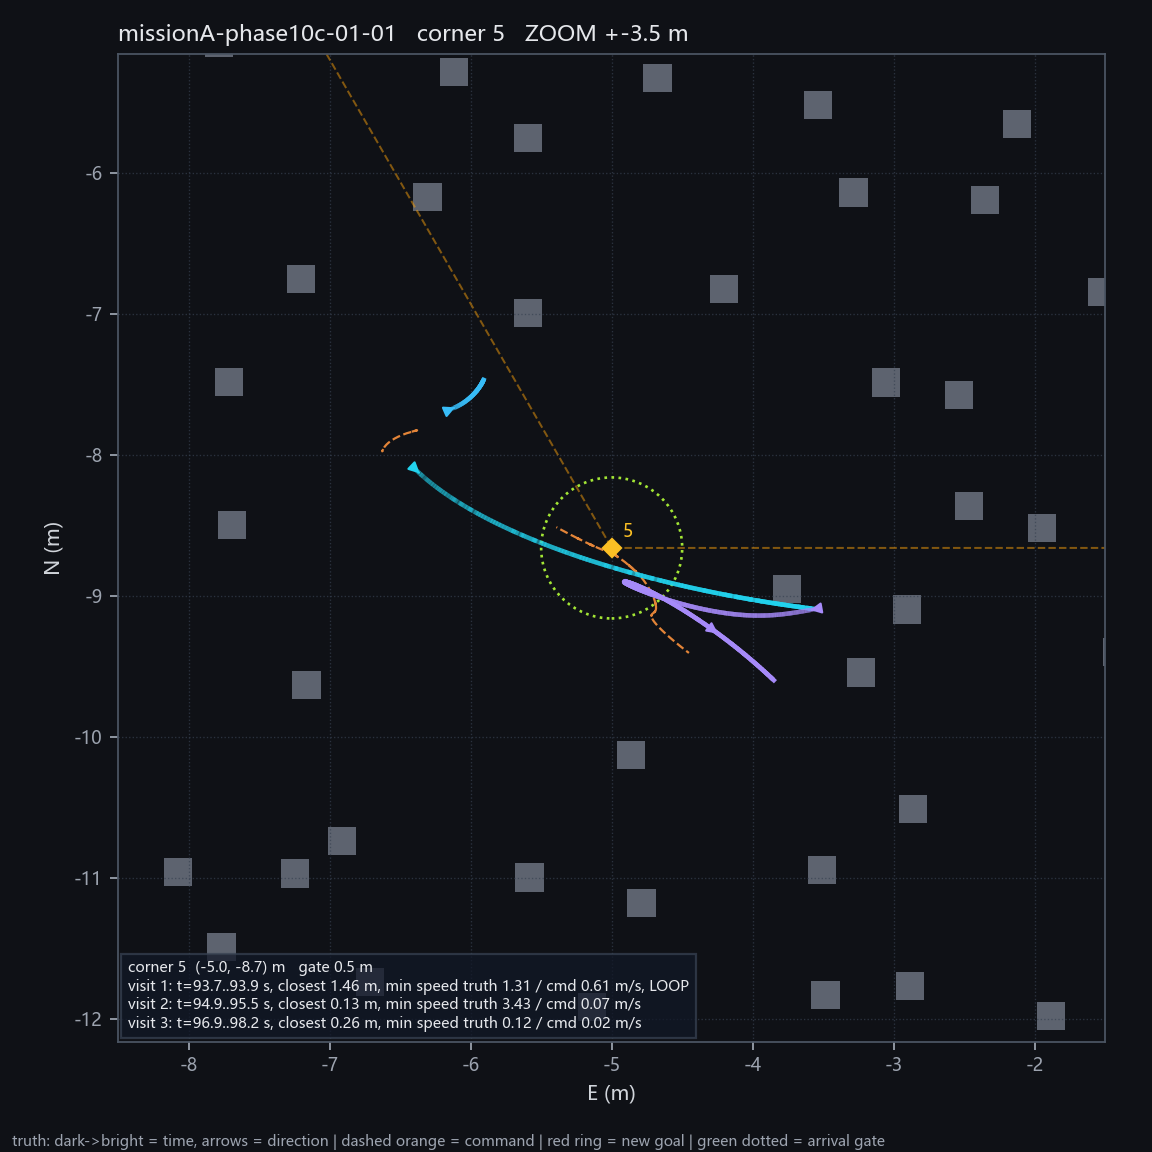 missionA-phase10c-01-01   corner 5   ZOOM +-3.5 m
-6
-7
-8
-9
-10
-11
-12
N (m)
5
corner 5  (-5.0, -8.7) m   gate 0.5 m
visit 1: t=93.7..93.9 s, closest 1.46 m, min speed truth 1.31 / cmd 0.61 m/s, LOOP
visit 2: t=94.9..95.5 s, closest 0.13 m, min speed truth 3.43 / cmd 0.07 m/s
visit 3: t=96.9..98.2 s, closest 0.26 m, min speed truth 0.12 / cmd 0.02 m/s
-8 -7 -6 -5 -4 -3 -2
E (m)
truth: dark->bright = time, arrows = direction | dashed orange = command | red ring = new goal | green dotted = arrival gate